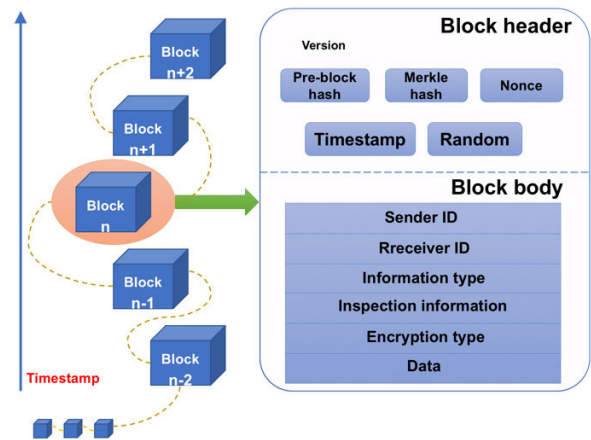 Block
n+2
Block
n+1
Block
n
Block
n-1
Block
n-2
Timestamp
Block header
Version
Pre-block
hash
Merkle
hash
Nonce
Timestamp
Random
Block body
Sender ID
Rreceiver ID
Information type
Inspection information
Encryption type
Data